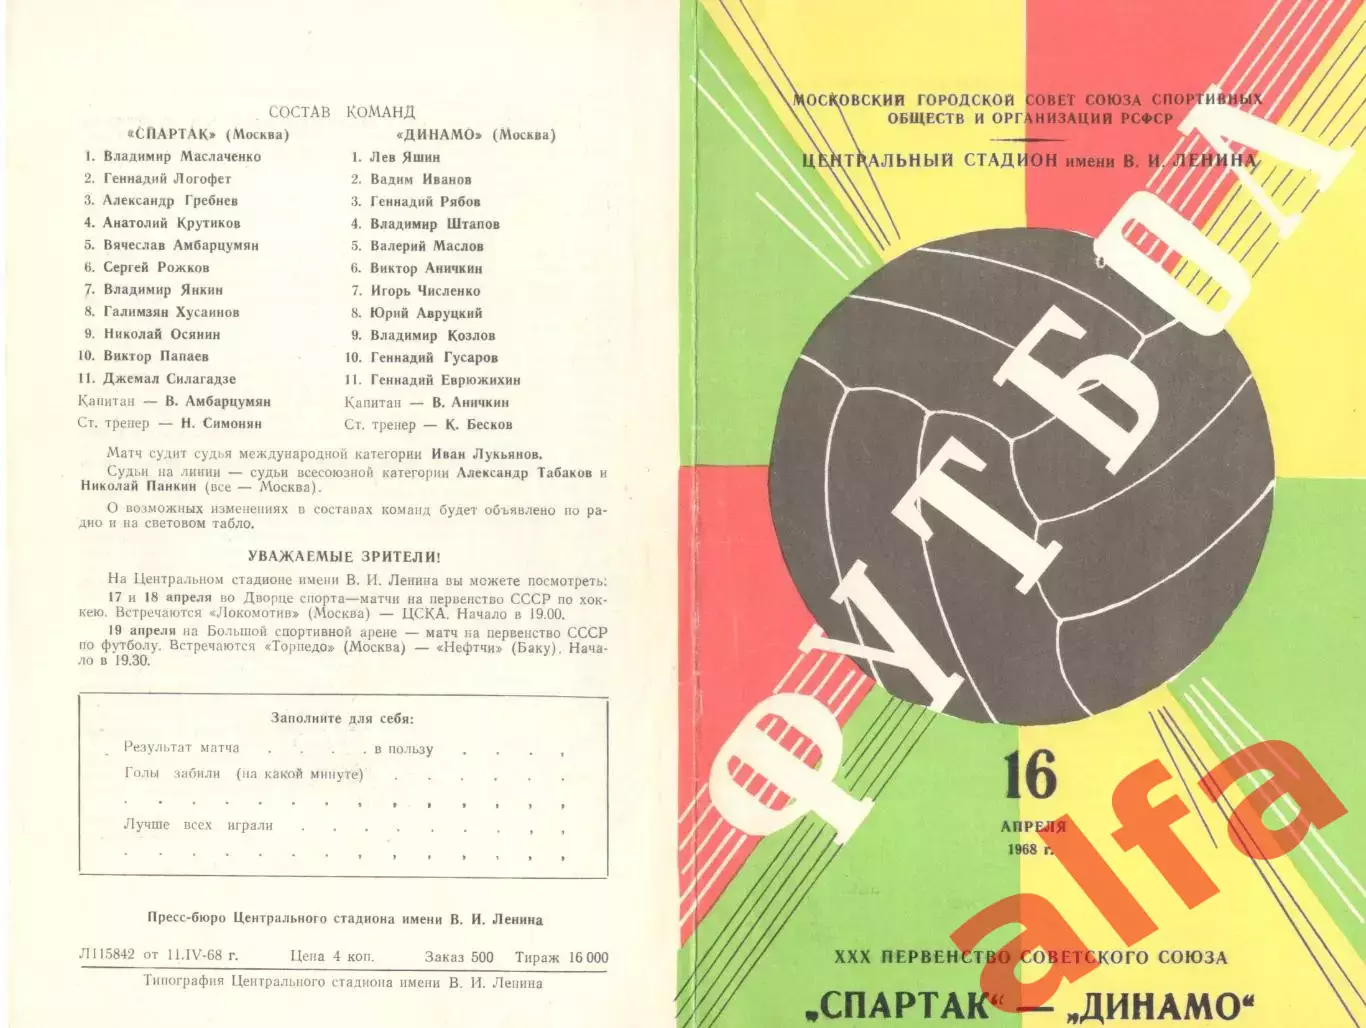 СОСТАВ КОМАНД
«СПАРТАК» (Москва)
1. Владимир Маслаченко
2. Геннадий Логофет
3. Александр Гребнев
4. Анатолий Крутиков
5. Вячеслав Амбарцумян
6. Сергей Рожков
7. Владимир Янкин
8. Галимзян Хусаинов
9. Николай Осянин
10. Виктор Папаев
11. Джемал Силагадзе
Капитан — В. Амбарцумян
Ст. тренер — Н. Симонян
«ДИНАМО» (Москва)
1. Лев Яшин
2. Вадим Иванов
3. Геннадий Рябов
4. Владимир Штапов
5. Валерий Маслов
6. Виктор Аничкин
7. Игорь Численко
8. Юрий Авруцкий
9. Владимир Козлов
10. Геннадий Гусаров
11. Геннадий Еврюжихин
Капитан — В. Аничкин
Ст. тренер — К. Бесков
Матч судит судья международной категории Иван Лукьянов.
Судьи на линии — судьи всесоюзной категории Александр Табаков и
Николай Панкин (все — Москва).
О возможных изменениях в составах команд будет объявлено по ра-
дио и на световом табло.
УВАЖАЕМЫЕ ЗРИТЕЛИ!
На Центральном стадионе имени В. И. Ленина вы можете посмотреть:
17 и 18 апреля во Дворце спорта—матчи на первенство СССР по хок-
кею. Встречаются «Локомотив» (Москва) — ЦСКА. Начало в 19.00.
19 апреля на Большой спортивной арене — матч на первенство СССР
по футболу. Встречаются «Торпедо» (Москва) — «Нефтчи» (Баку). Нача-
ло в 19.30.
Заполните для себя:
Результат матча . . . . в пользу . . . .
Голы забили (на какой минуте) . . . . . .
Лучше всех играли . . . . . . . . .
Пресс-бюро Центрального стадиона имени В. И. Ленина
Л115842 от 11.IV-68 г. Цена 4 коп. Заказ 500 Тираж 16 000
Типография Центрального стадиона имени В. И. Ленина
МОСКОВСКИЙ ГОРОДСКОЙ СОВЕТ СОЮЗА СПОРТИВНЫХ
ОБЩЕСТВ И ОРГАНИЗАЦИЙ РСФСР
ЦЕНТРАЛЬНЫЙ СТАДИОН имени В. И. ЛЕНИНА
ФУТБОЛ
16
АПРЕЛЯ
1968 г.
XXX ПЕРВЕНСТВО СОВЕТСКОГО СОЮЗА
„СПАРТАК“ — „ДИНАМО“
alfa